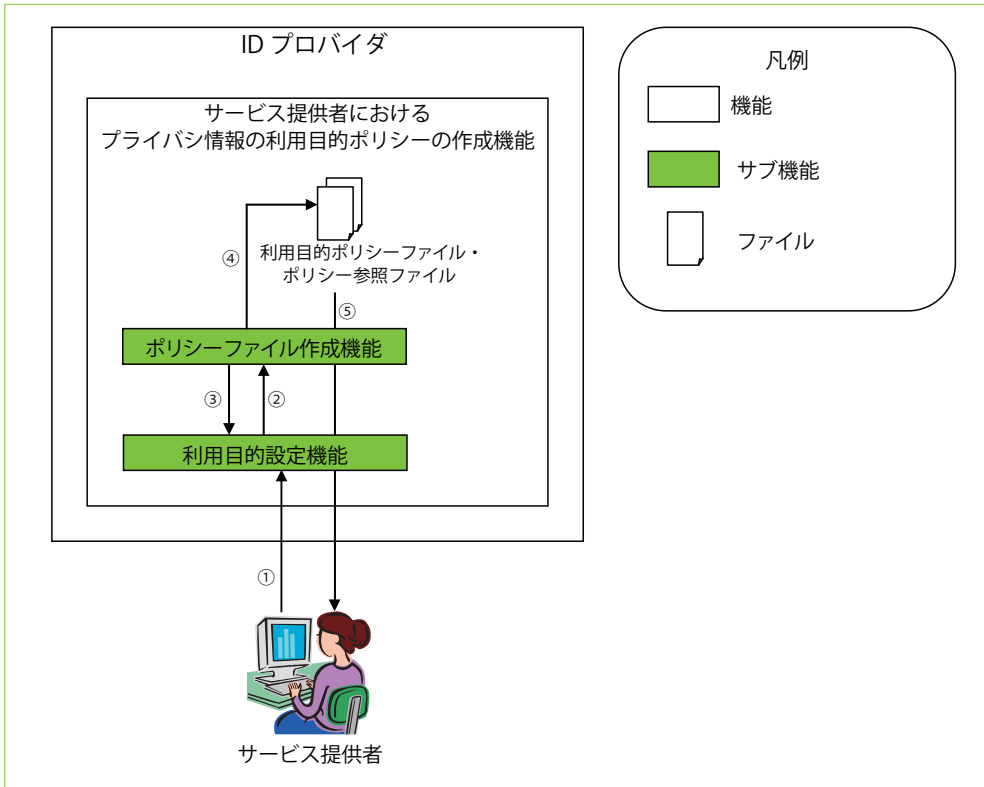 ID プロバイダ
サービス提供者における
プライバシ情報の利用目的ポリシーの作成機能
④
利用目的ポリシーファイル・
ポリシー参照ファイル
⑤
ポリシーファイル作成機能
③
②
利用目的設定機能
①
サービス提供者
凡例
機能
サブ機能
ファイル